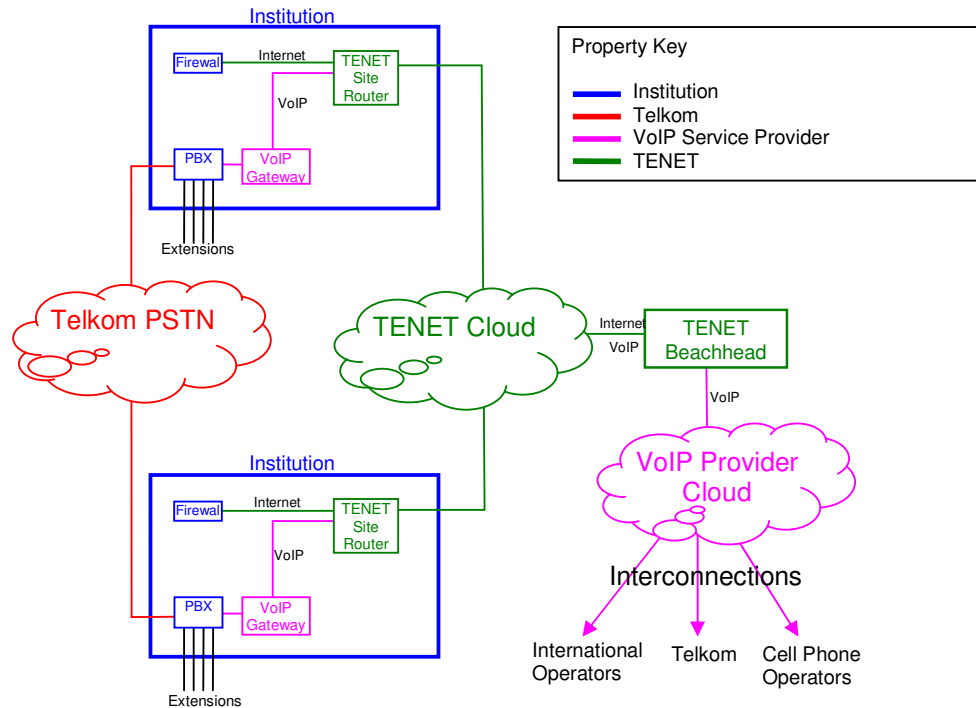 Institution
Firewal
Internet
TENET
Site
Router
VoIP
PBX
VoIP
Gateway
Extensions
Property Key
Institution
Telkom
VoIP Service Provider
TENET
Telkom PSTN
TENET Cloud
Internet
VoIP
TENET
Beachhead
VoIP
VoIP Provider
Cloud
Institution
Firewal
Internet
TENET
Site
Router
VoIP
PBX
VoIP
Gateway
Extensions
Interconnections
International
Operators
Telkom
Cell Phone
Operators